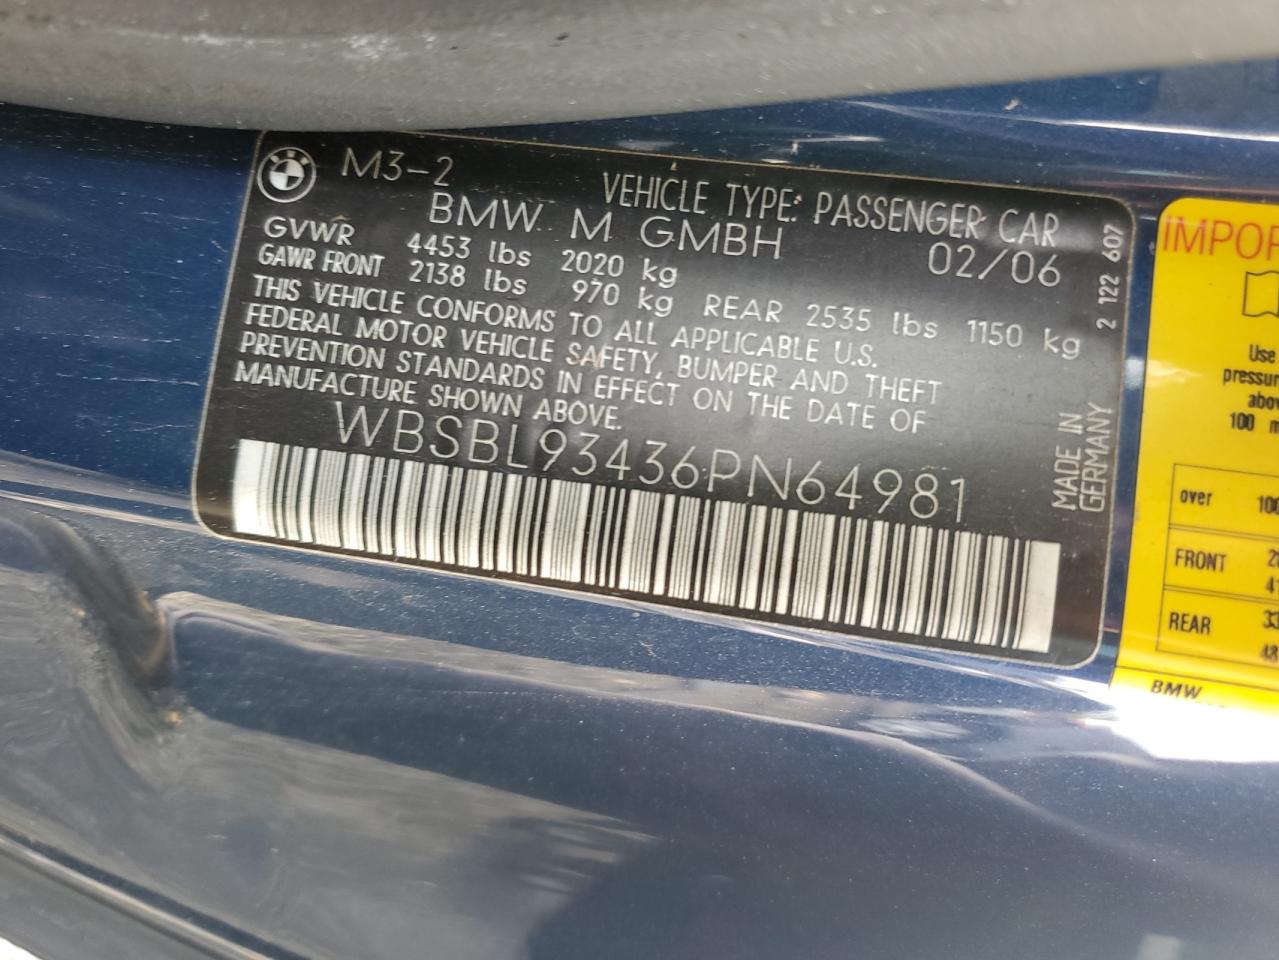 M3-2
VEHICLE TYPE: PASSENGER CAR
BMW M GMBH 02/06
GVWR 4453 lbs 2020 kg
GAWR FRONT 2138 lbs 970 kg REAR 2535 lbs 1150 kg
THIS VEHICLE CONFORMS TO ALL APPLICABLE U.S.
FEDERAL MOTOR VEHICLE SAFETY, BUMPER AND THEFT
PREVENTION STANDARDS IN EFFECT ON THE DATE OF
MANUFACTURE SHOWN ABOVE.
WBSBL93436PN64981
MADE IN
GERMANY
2 122 607
Use
100 m
over 100
FRONT
REAR 33
48
BMW